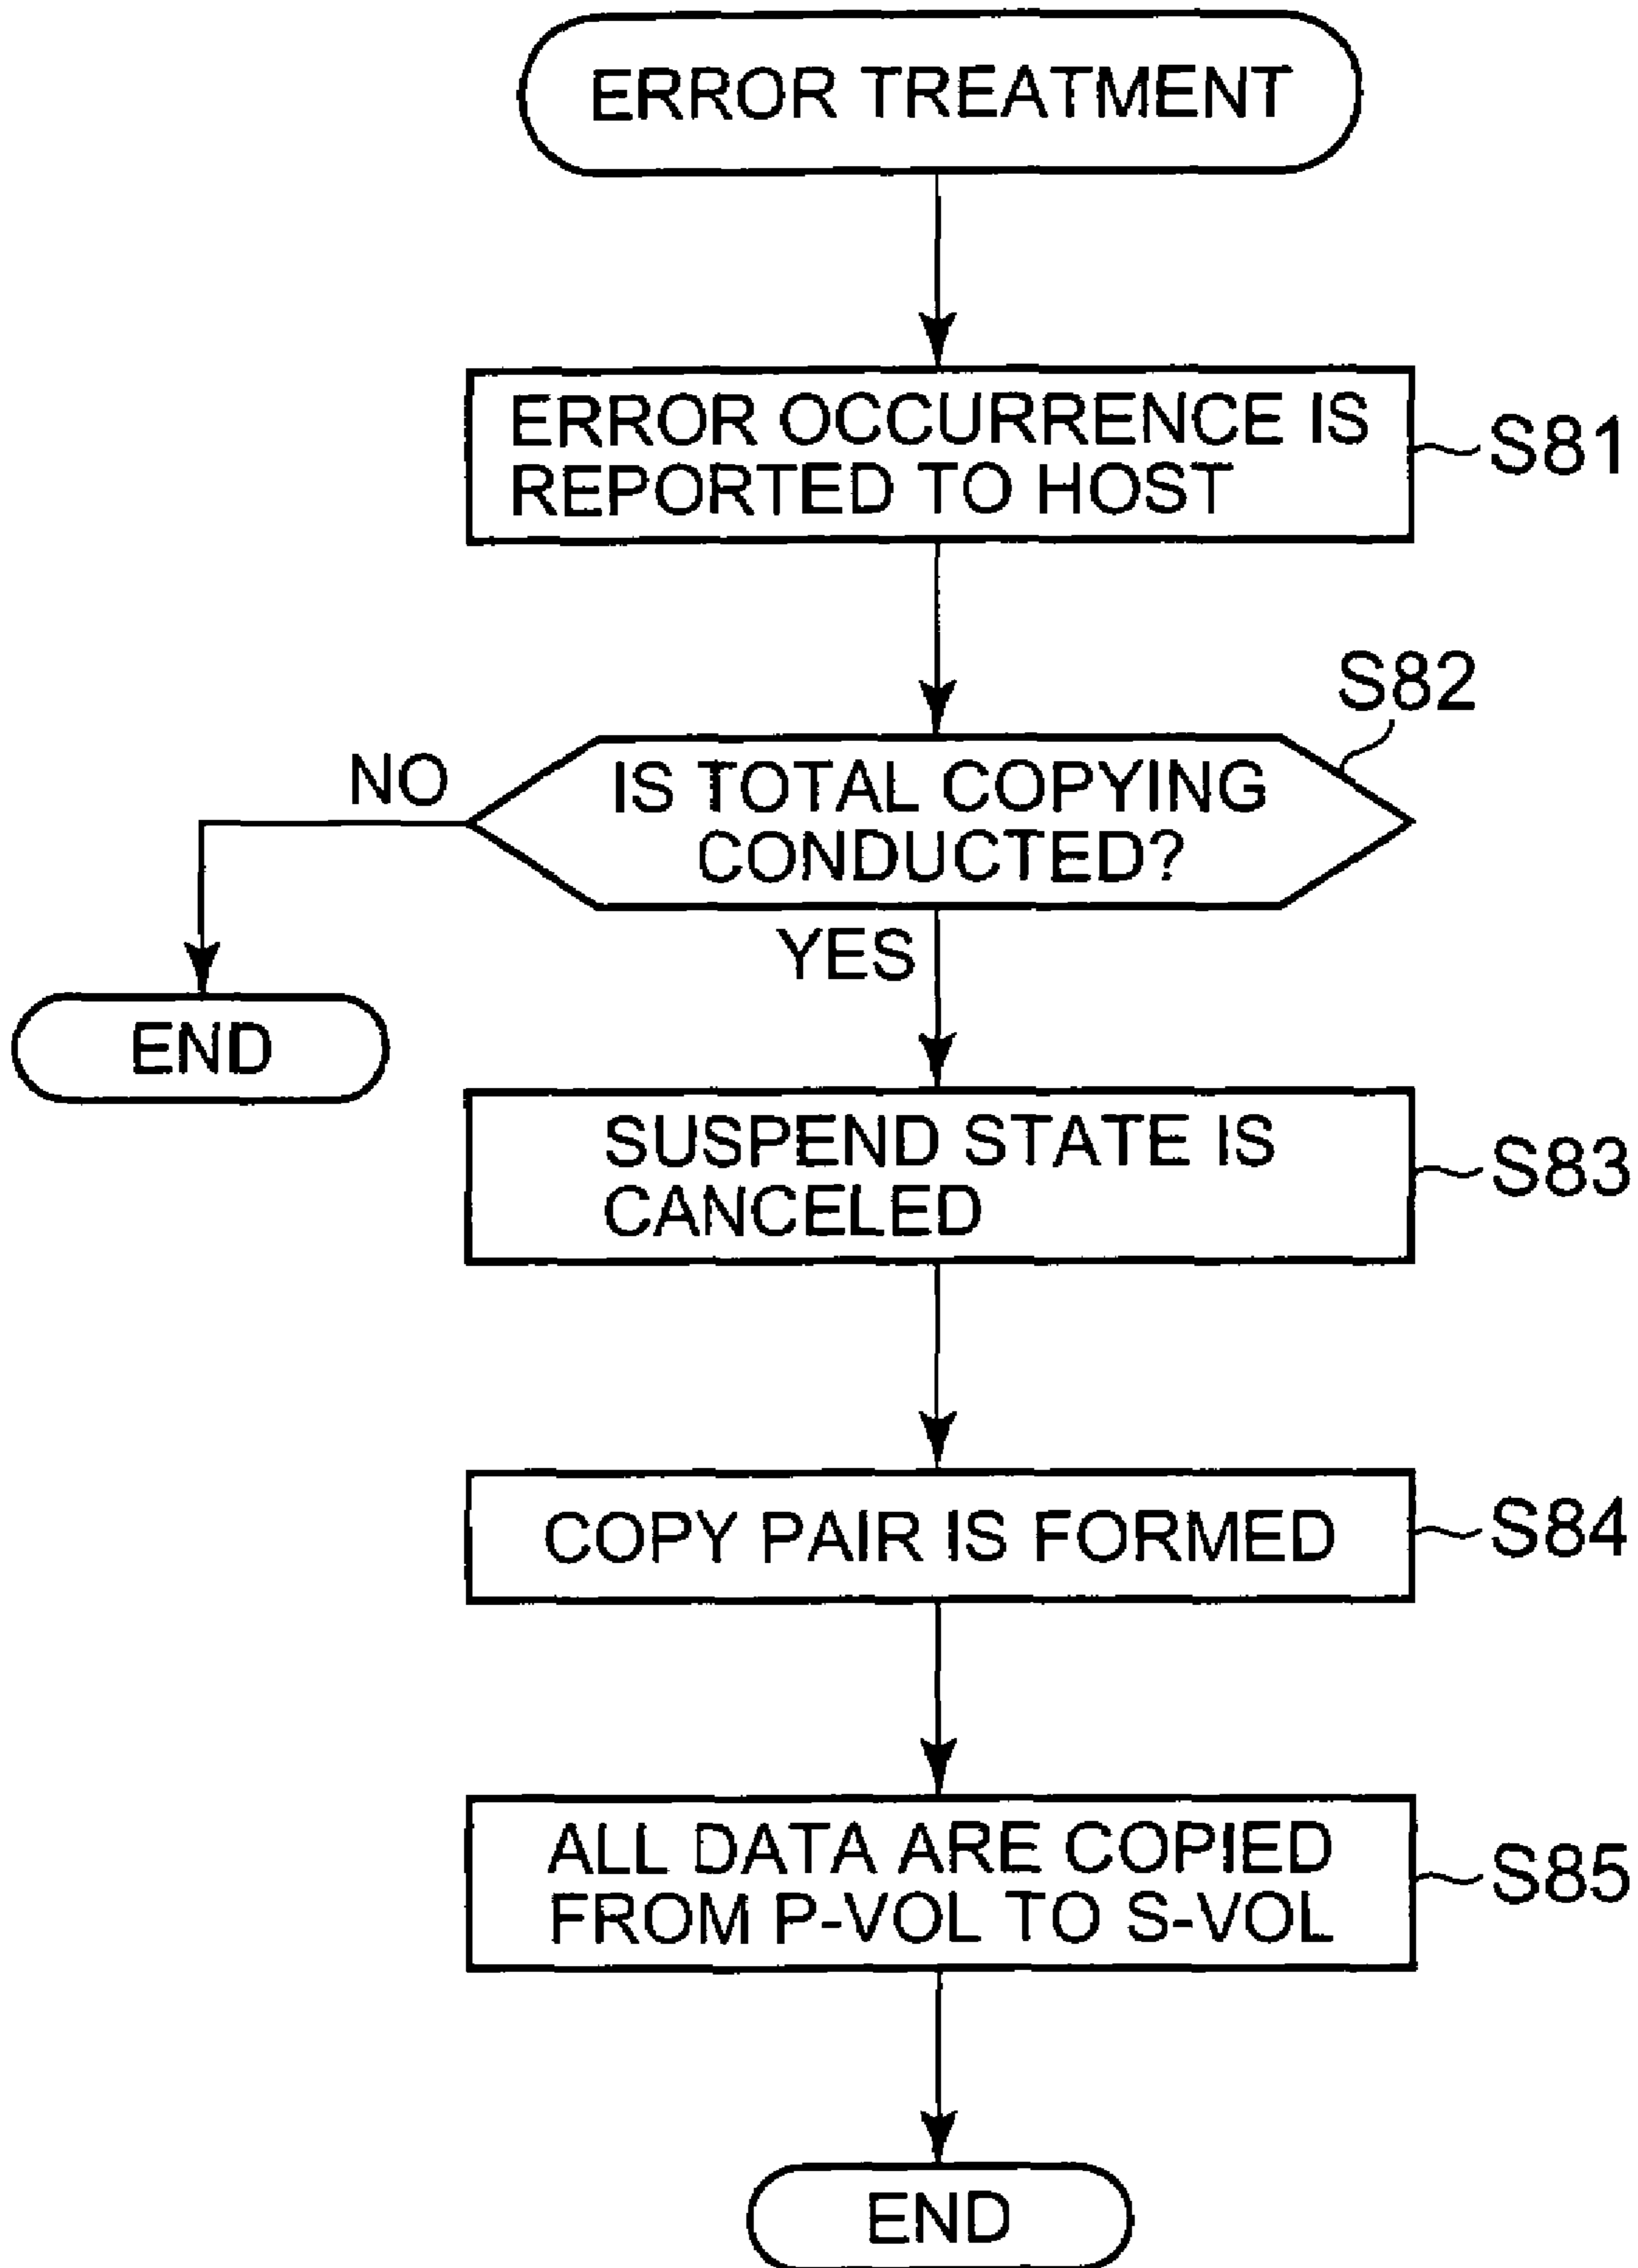 ERROR TREATMENT
ERROR OCCURRENCE IS
REPORTED TO HOST
S81
S82
IS TOTAL COPYING
CONDUCTED?
NO
YES
END
SUSPEND STATE IS
CANCELED
S83
COPY PAIR IS FORMED
S84
ALL DATA ARE COPIED
FROM P-VOL TO S-VOL
S85
END